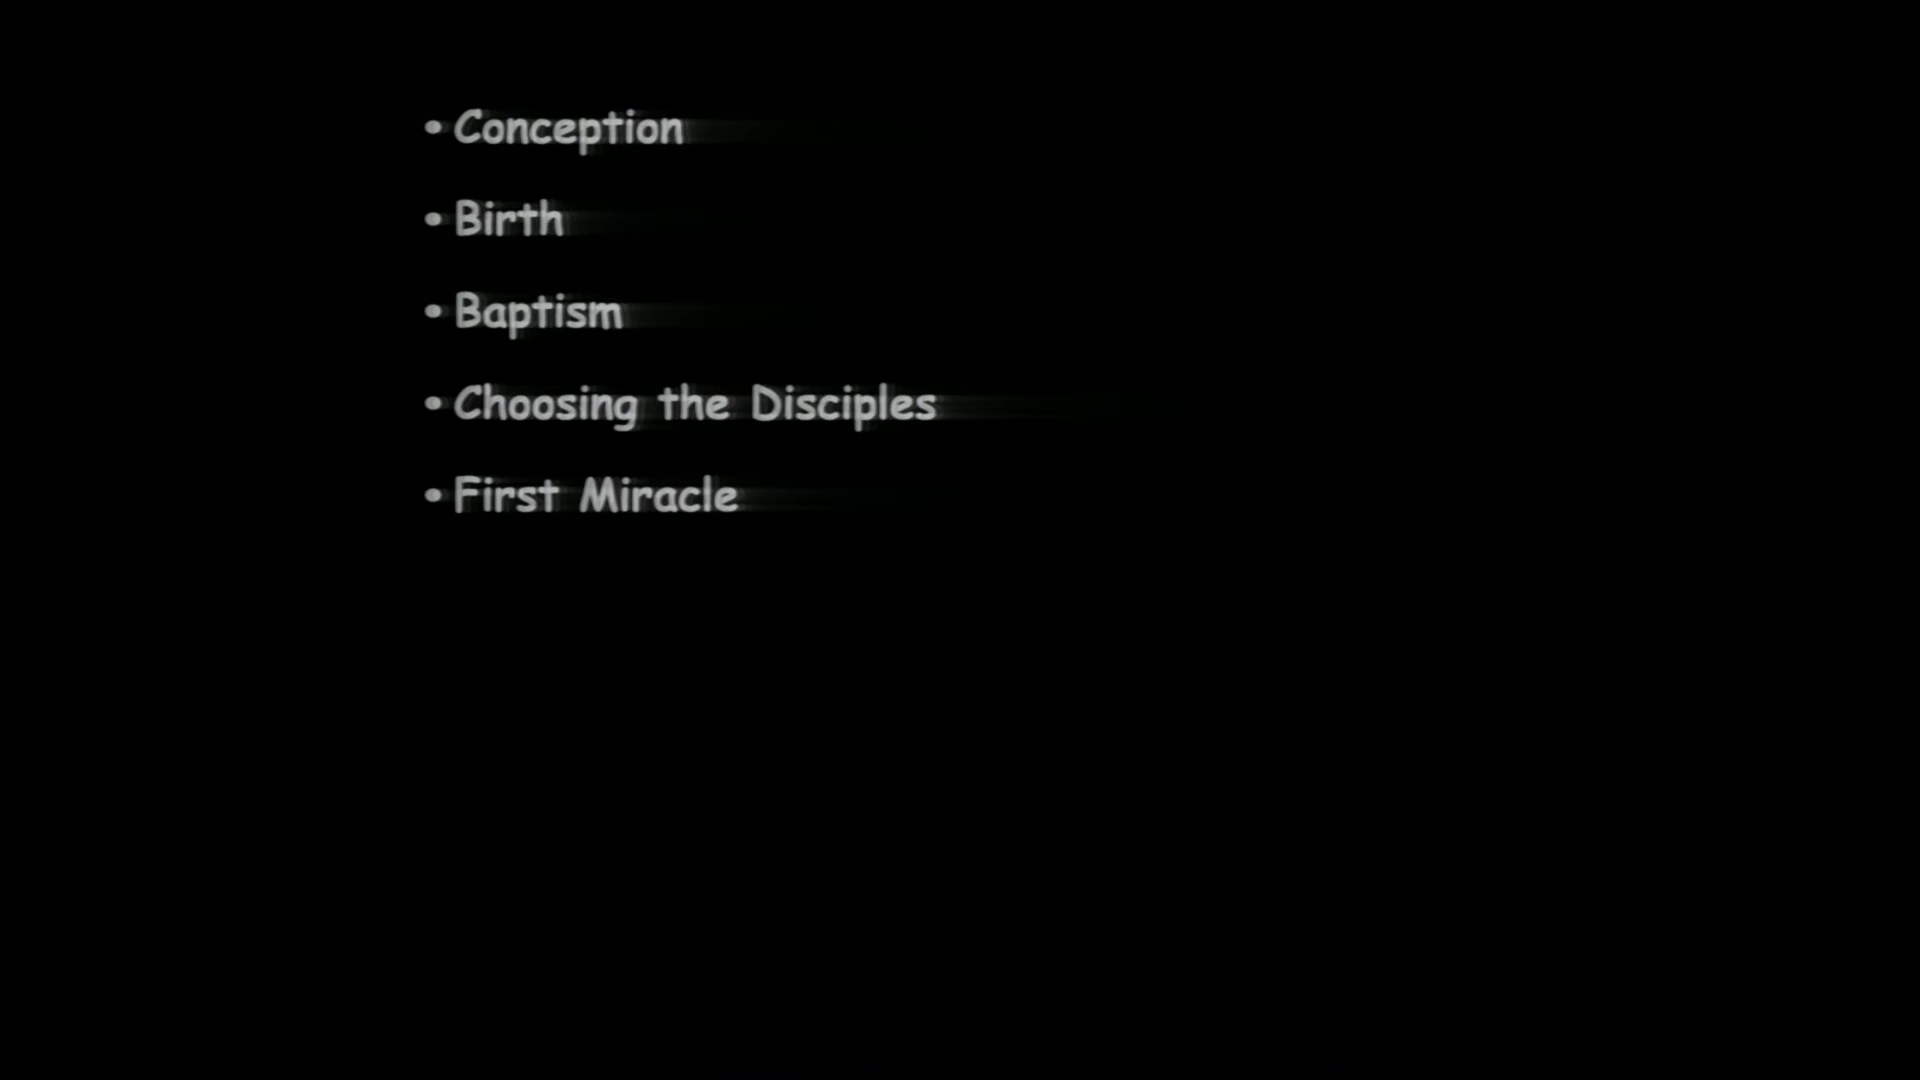 • Conception
• Birth
• Baptism
• Choosing the Disciples
• First Miracle